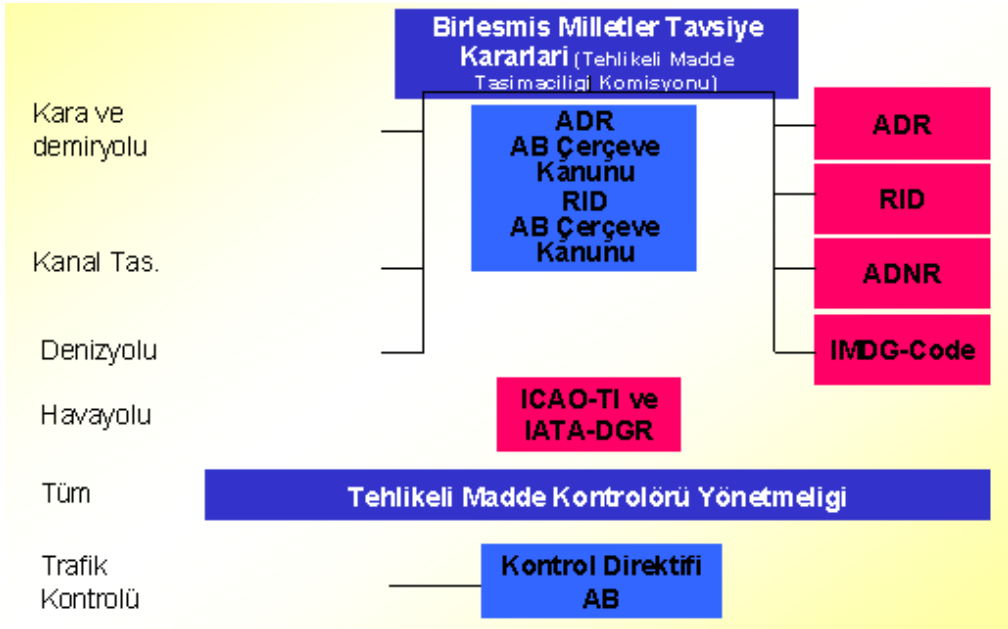 Birlesmis Milletler Tavsiye
Kararlari (Tehlikeli Madde
Tasimaciligi Komisyonu)
Kara ve
demiryolu
ADR
AB Çerçeve
Kanunu
RID
AB Çerçeve
Kanunu
ADR
RID
Kanal Tas.
ADNR
Denizyolu
IMDG-Code
Havayolu
ICAO-TI ve
IATA-DGR
Tüm
Tehlikeli Madde Kontrolörü Yönetmeligi
Trafik
Kontrolü
Kontrol Direktifi
AB